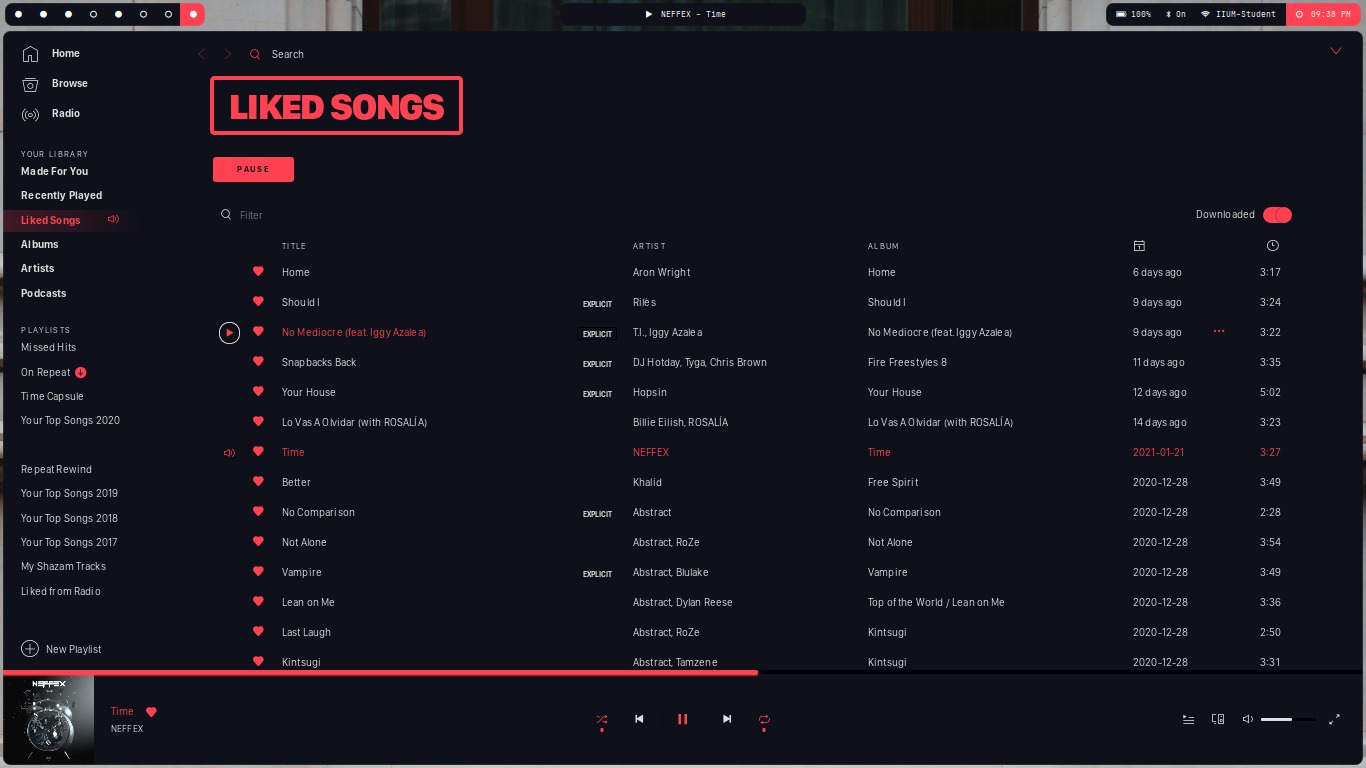 NEFFEX - Time
100%
On
IIUM-Student
09:38 PM
Home
Browse
Radio
YOUR LIBRARY
Made For You
Recently Played
Liked Songs
Albums
Artists
Podcasts
PLAYLISTS
Missed Hits
On Repeat
Time Capsule
Your Top Songs 2020
Repeat Rewind
Your Top Songs 2019
Your Top Songs 2018
Your Top Songs 2017
My Shazam Tracks
Liked from Radio
New Playlist
Search
LIKED SONGS
PAUSE
Filter
Downloaded
TITLE ARTIST ALBUM
Home Aron Wright Home 6 days ago 3:17
Should I EXPLICIT Rilès Should I 9 days ago 3:24
No Mediocre (feat. Iggy Azalea) EXPLICIT T.I., Iggy Azalea No Mediocre (feat. Iggy Azalea) 9 days ago 3:22
Snapbacks Back EXPLICIT DJ Hotday, Tyga, Chris Brown Fire Freestyles 8 11 days ago 3:35
Your House EXPLICIT Hopsin Your House 12 days ago 5:02
Lo Vas A Olvidar (with ROSALÍA) Billie Eilish, ROSALÍA Lo Vas A Olvidar (with ROSALÍA) 14 days ago 3:23
Time NEFFEX Time 2021-01-21 3:27
Better Khalid Free Spirit 2020-12-28 3:49
No Comparison EXPLICIT Abstract No Comparison 2020-12-28 2:28
Not Alone Abstract, RoZe Not Alone 2020-12-28 3:54
Vampire EXPLICIT Abstract, Blulake Vampire 2020-12-28 3:49
Lean on Me Abstract, Dylan Reese Top of the World / Lean on Me 2020-12-28 3:36
Last Laugh Abstract, RoZe Kintsugi 2020-12-28 2:50
Kintsugi Abstract, Tamzene Kintsugi 2020-12-28 3:31
NEFFEX
Time
NEFFEX